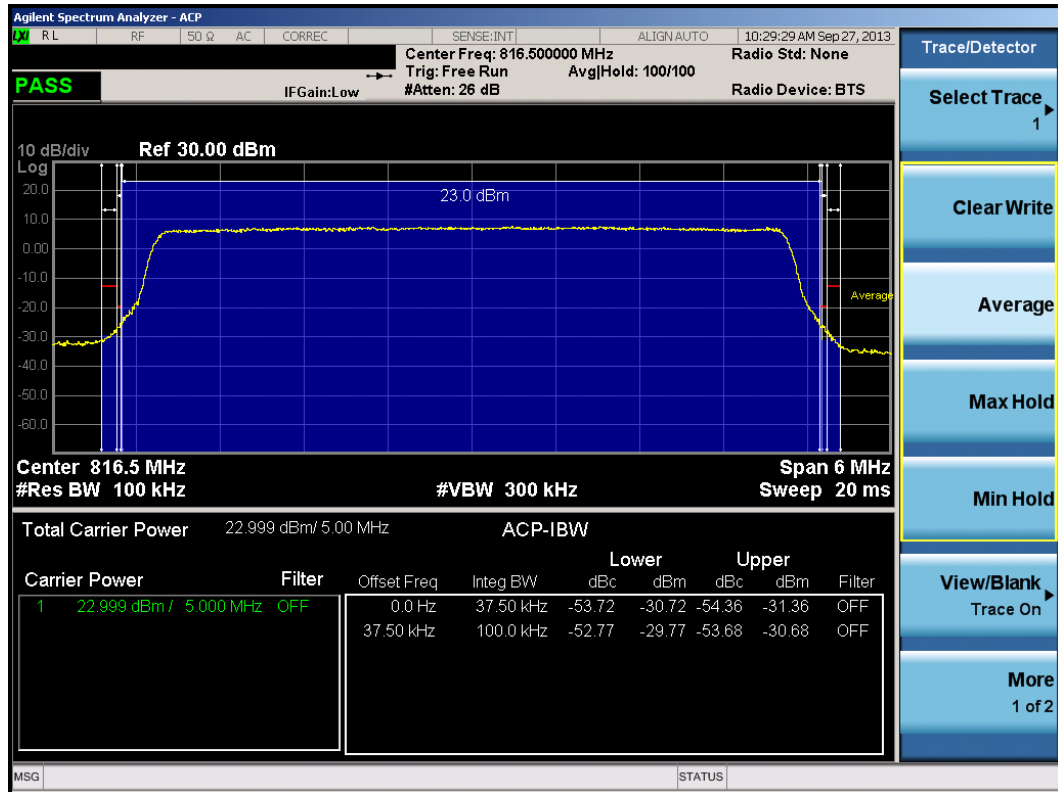 Agilent Spectrum Analyzer - ACP
LXI RL RF 50 Ω AC CORREC SENSE:INT ALIGN AUTO 10:29:29 AM Sep 27, 2013
Center Freq: 816.500000 MHz Radio Std: None
Trig: Free Run Avg|Hold: 100/100
PASS IFGain:Low #Atten: 26 dB Radio Device: BTS
10 dB/div Ref 30.00 dBm
Log
20.0
10.0
0.00
-10.0
-20.0
-30.0
-40.0
-50.0
-60.0
23.0 dBm
Average
Center 816.5 MHz Span 6 MHz
#Res BW 100 kHz #VBW 300 kHz Sweep 20 ms
Total Carrier Power 22.999 dBm/ 5.00 MHz ACP-IBW
Lower Upper
Carrier Power Filter Offset Freq Integ BW dBc dBm dBc dBm Filter
1 22.999 dBm / 5.000 MHz OFF 0.0 Hz 37.50 kHz -53.72 -30.72 -54.36 -31.36 OFF
37.50 kHz 100.0 kHz -52.77 -29.77 -53.68 -30.68 OFF
MSG STATUS
Trace/Detector
Select Trace
1
Clear Write
Average
Max Hold
Min Hold
View/Blank
Trace On
More
1 of 2